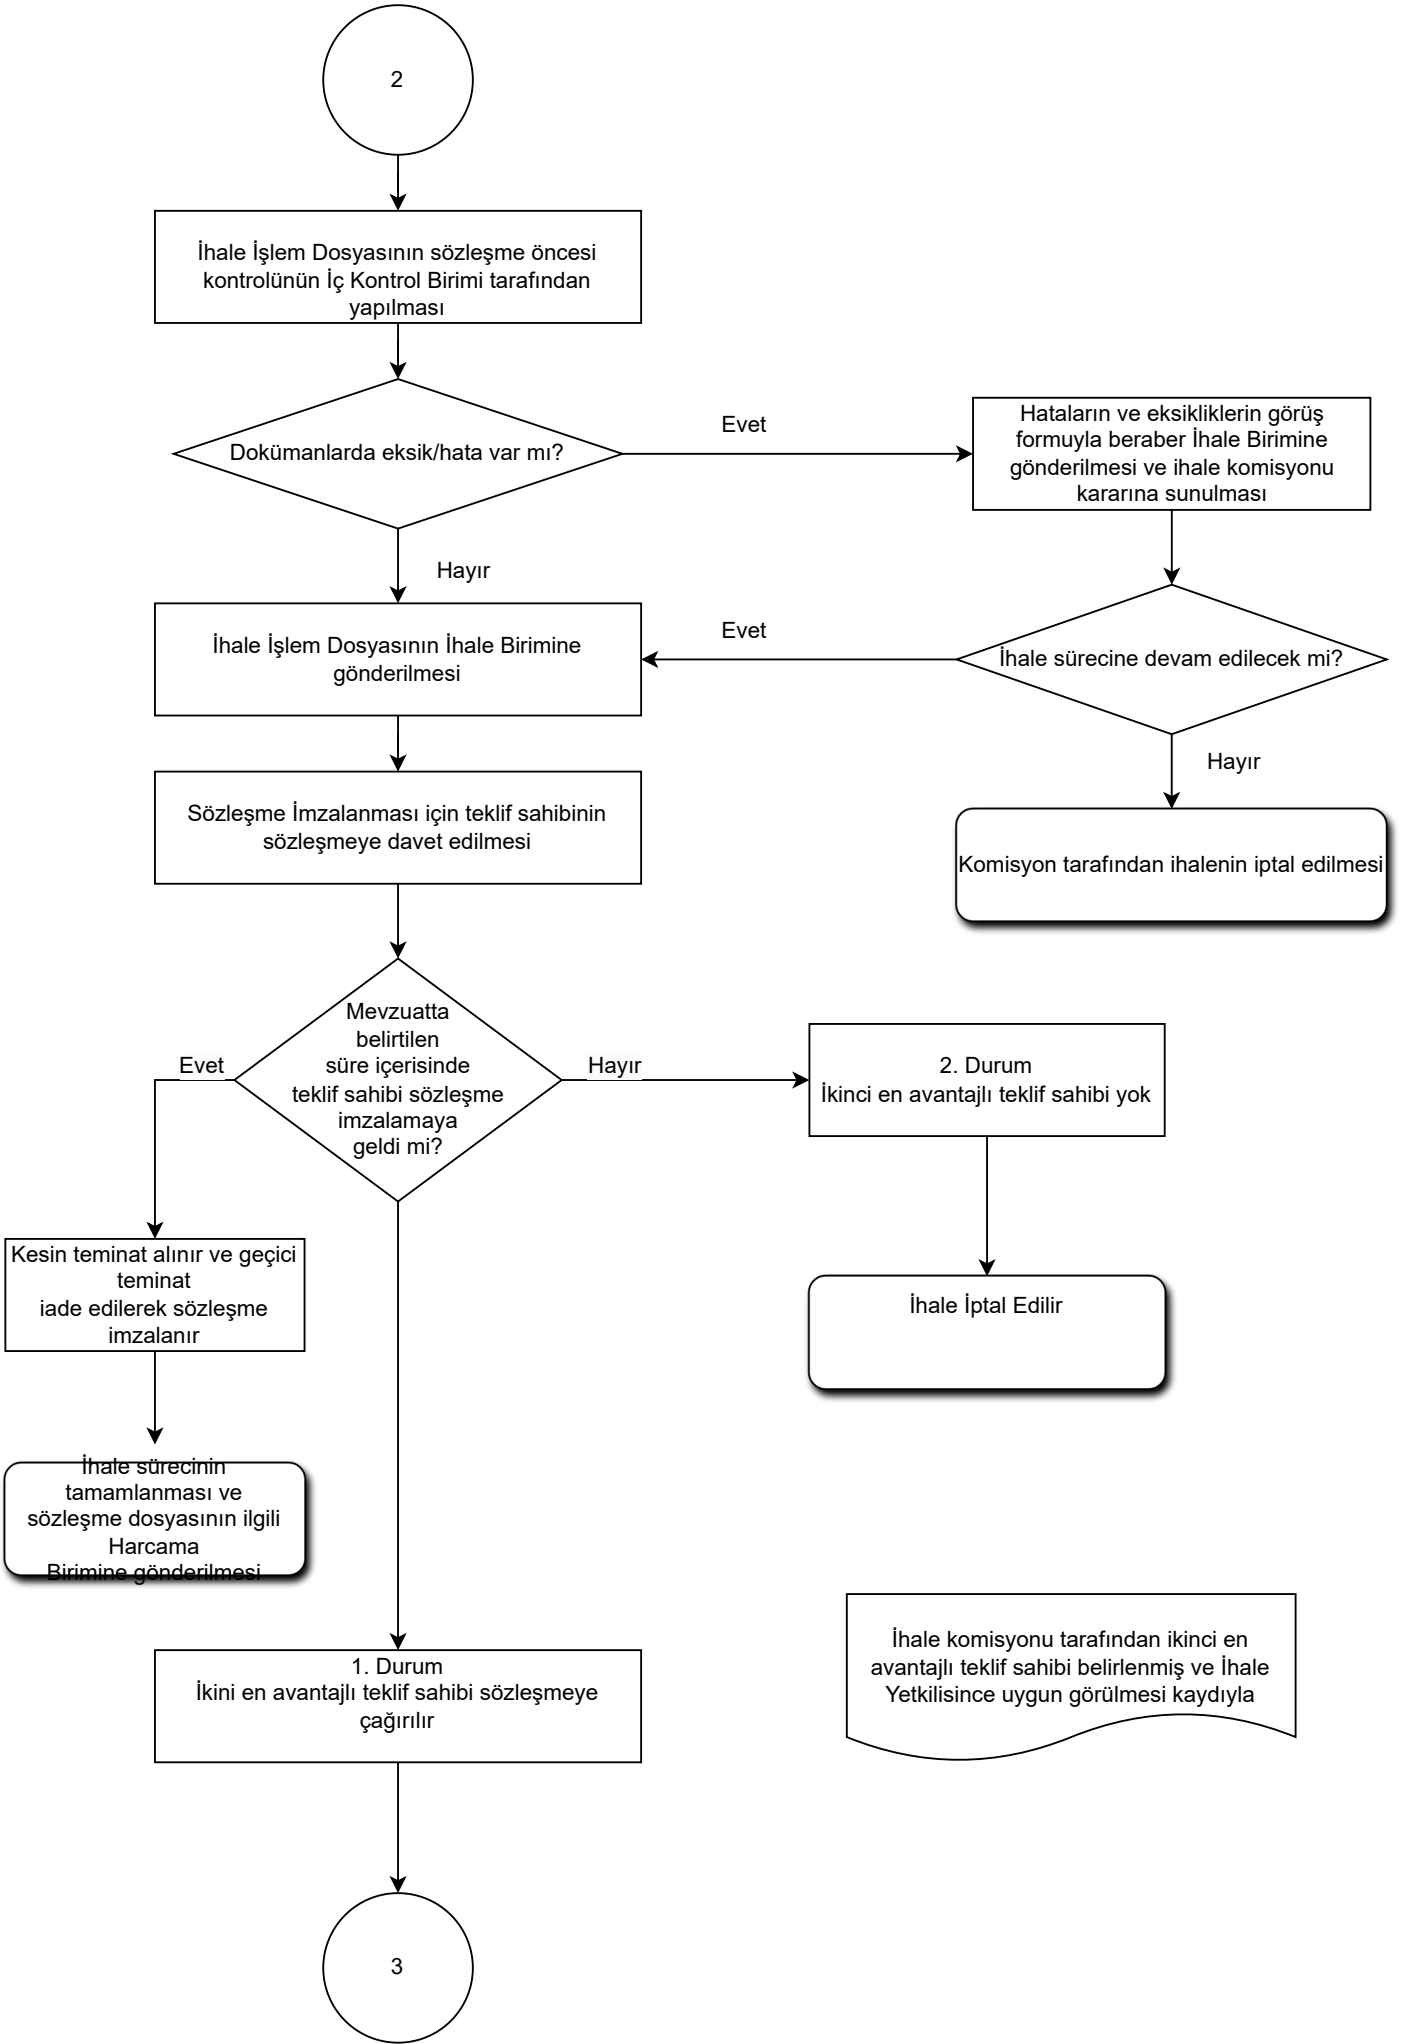 2
İhale İşlem Dosyasının sözleşme öncesi
kontrolünün İç Kontrol Birimi tarafından
yapılması
Dokümanlarda eksik/hata var mı?
Evet
Hataların ve eksikliklerin görüş
formuyla beraber İhale Birimine
gönderilmesi ve ihale komisyonu
kararına sunulması
Hayır
İhale İşlem Dosyasının İhale Birimine
gönderilmesi
Evet
İhale sürecine devam edilecek mi?
Hayır
Komisyon tarafından ihalenin iptal edilmesi
Sözleşme İmzalanması için teklif sahibinin
sözleşmeye davet edilmesi
Mevzuatta
belirtilen
süre içerisinde
teklif sahibi sözleşme
imzalamaya
geldi mi?
Evet
Hayır
2. Durum
İkinci en avantajlı teklif sahibi yok
İhale İptal Edilir
Kesin teminat alınır ve geçici
teminat
iade edilerek sözleşme
imzalanır
İhale sürecinin
tamamlanması ve
sözleşme dosyasının ilgili
Harcama
Birimine gönderilmesi
İhale komisyonu tarafından ikinci en
avantajlı teklif sahibi belirlenmiş ve İhale
Yetkilisince uygun görülmesi kaydıyla
1. Durum
İkini en avantajlı teklif sahibi sözleşmeye
çağırılır
3